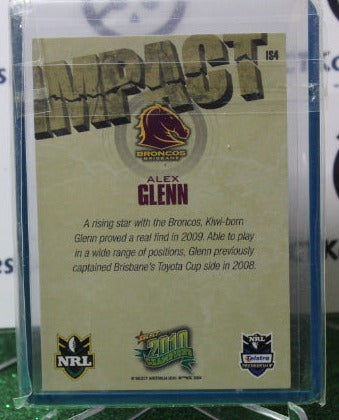 IS4
IMPACT
BRONCOS
BRISBANE
ALEX
GLENN
A rising star with the Broncos, Kiwi-born
Glenn proved a real find in 2009. Able to play
in a wide range of positions, Glenn previously
captained Brisbane's Toyota Cup side in 2008.
NRL
2010
Telstra
PREMIERSHIP